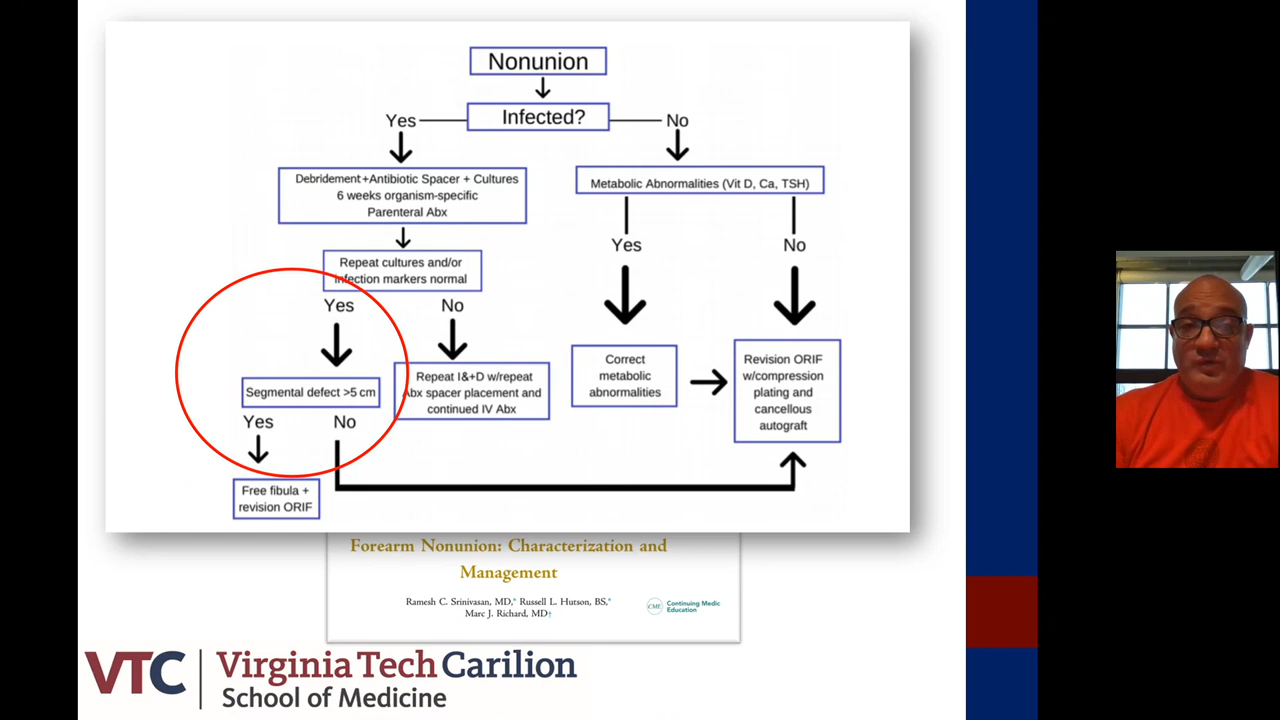 Nonunion
Infected?
Yes
No
Debridement+Antibiotic Spacer + Cultures
6 weeks organism-specific
Parenteral Abx
Metabolic Abnormalities (Vit D, Ca, TSH)
Repeat cultures and/or
infection markers normal
Yes
No
Yes
No
Segmental defect >5 cm
Repeat I&+D w/repeat
Abx spacer placement and
continued IV Abx
Correct
metabolic
abnormalities
Revision ORIF
w/compression
plating and
cancellous
autograft
Yes
No
Free fibula +
revision ORIF
Forearm Nonunion: Characterization and
Management
Ramesh C. Srinivasan, MD,* Russell L. Hutson, BS,*
Marc J. Richard, MD†
CME
Continuing Medic
Education
VTC
Virginia Tech Carilion
School of Medicine